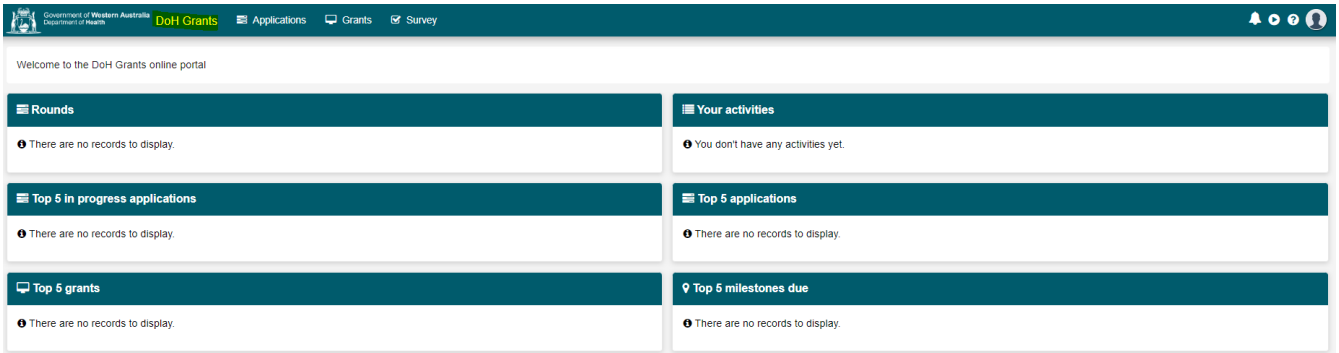 Government of Western Australia
Department of Health
DoH Grants
Applications
Grants
Survey
Welcome to the DoH Grants online portal
Rounds
There are no records to display.
Your activities
You don't have any activities yet.
Top 5 in progress applications
There are no records to display.
Top 5 applications
There are no records to display.
Top 5 grants
There are no records to display.
Top 5 milestones due
There are no records to display.